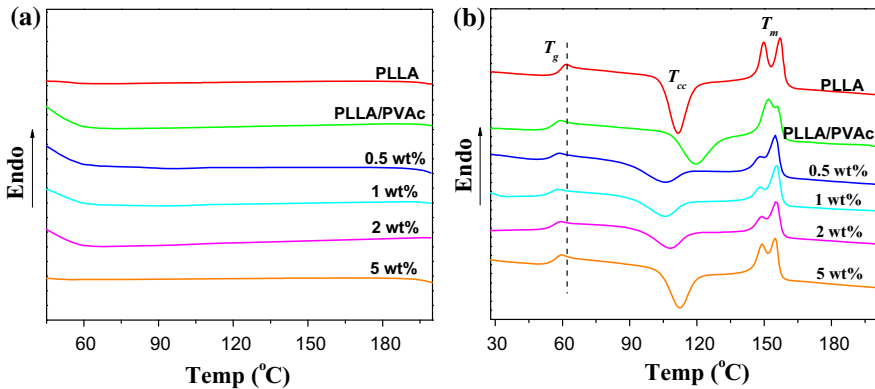 (a)
PLLA
PLLA/PVAc
0.5 wt%
1 wt%
2 wt%
5 wt%
Endo
60 90 120 150 180
Temp (°C)
(b)
Tg
Tcc
Tm
PLLA
PLLA/PVAc
0.5 wt%
1 wt%
2 wt%
5 wt%
Endo
30 60 90 120 150 180
Temp (°C)